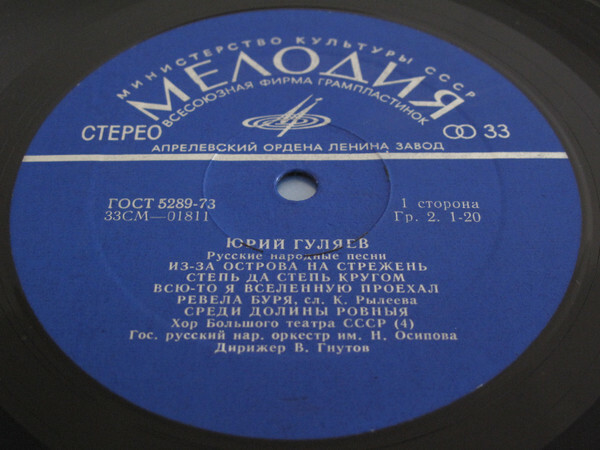 МИНИСТЕРСТВО КУЛЬТУРЫ СССР
МЕЛОДИЯ
ВСЕСОЮЗНАЯ ФИРМА ГРАМПЛАСТИНОК
СТЕРЕО 33
АПРЕЛЕВСКИЙ ОРДЕНА ЛЕНИНА ЗАВОД
ГОСТ 5289-73 1 сторона
33СМ—01811 Гр. 2. 1-20
ЮРИЙ ГУЛЯЕВ
Русские народные песни
ИЗ-ЗА ОСТРОВА НА СТРЕЖЕНЬ
СТЕПЬ ДА СТЕПЬ КРУГОМ
ВСЮ-ТО Я ВСЕЛЕННУЮ ПРОЕХАЛ
РЕВЕЛА БУРЯ, сл. К. Рылеева
СРЕДИ ДОЛИНЫ РОВНЫЯ
Хор Большого театра СССР (4)
Гос. русский нар. оркестр им. Н. Осипова
Дирижер В. Гнутов